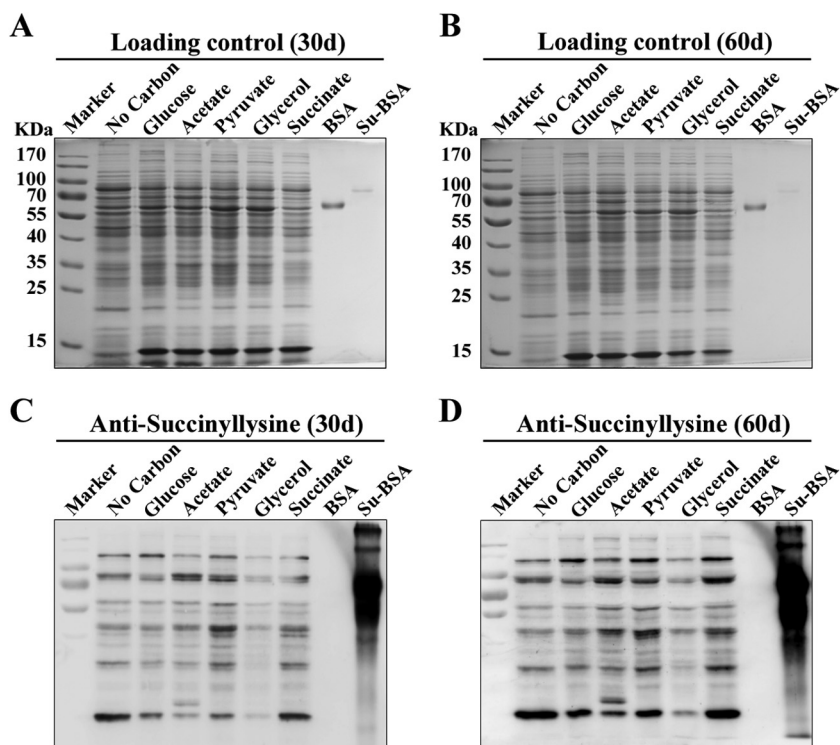 A
Loading control (30d)
KDa
Marker
No Carbon
Glucose
Acetate
Pyruvate
Glycerol
Succinate
BSA
Su-BSA
170
100
70
55
40
35
25
15
B
Loading control (60d)
KDa
Marker
No Carbon
Glucose
Acetate
Pyruvate
Glycerol
Succinate
BSA
Su-BSA
170
100
70
55
40
35
25
15
C
Anti-Succinyllysine (30d)
Marker
No Carbon
Glucose
Acetate
Pyruvate
Glycerol
Succinate
BSA
Su-BSA
D
Anti-Succinyllysine (60d)
Marker
No Carbon
Glucose
Acetate
Pyruvate
Glycerol
Succinate
BSA
Su-BSA